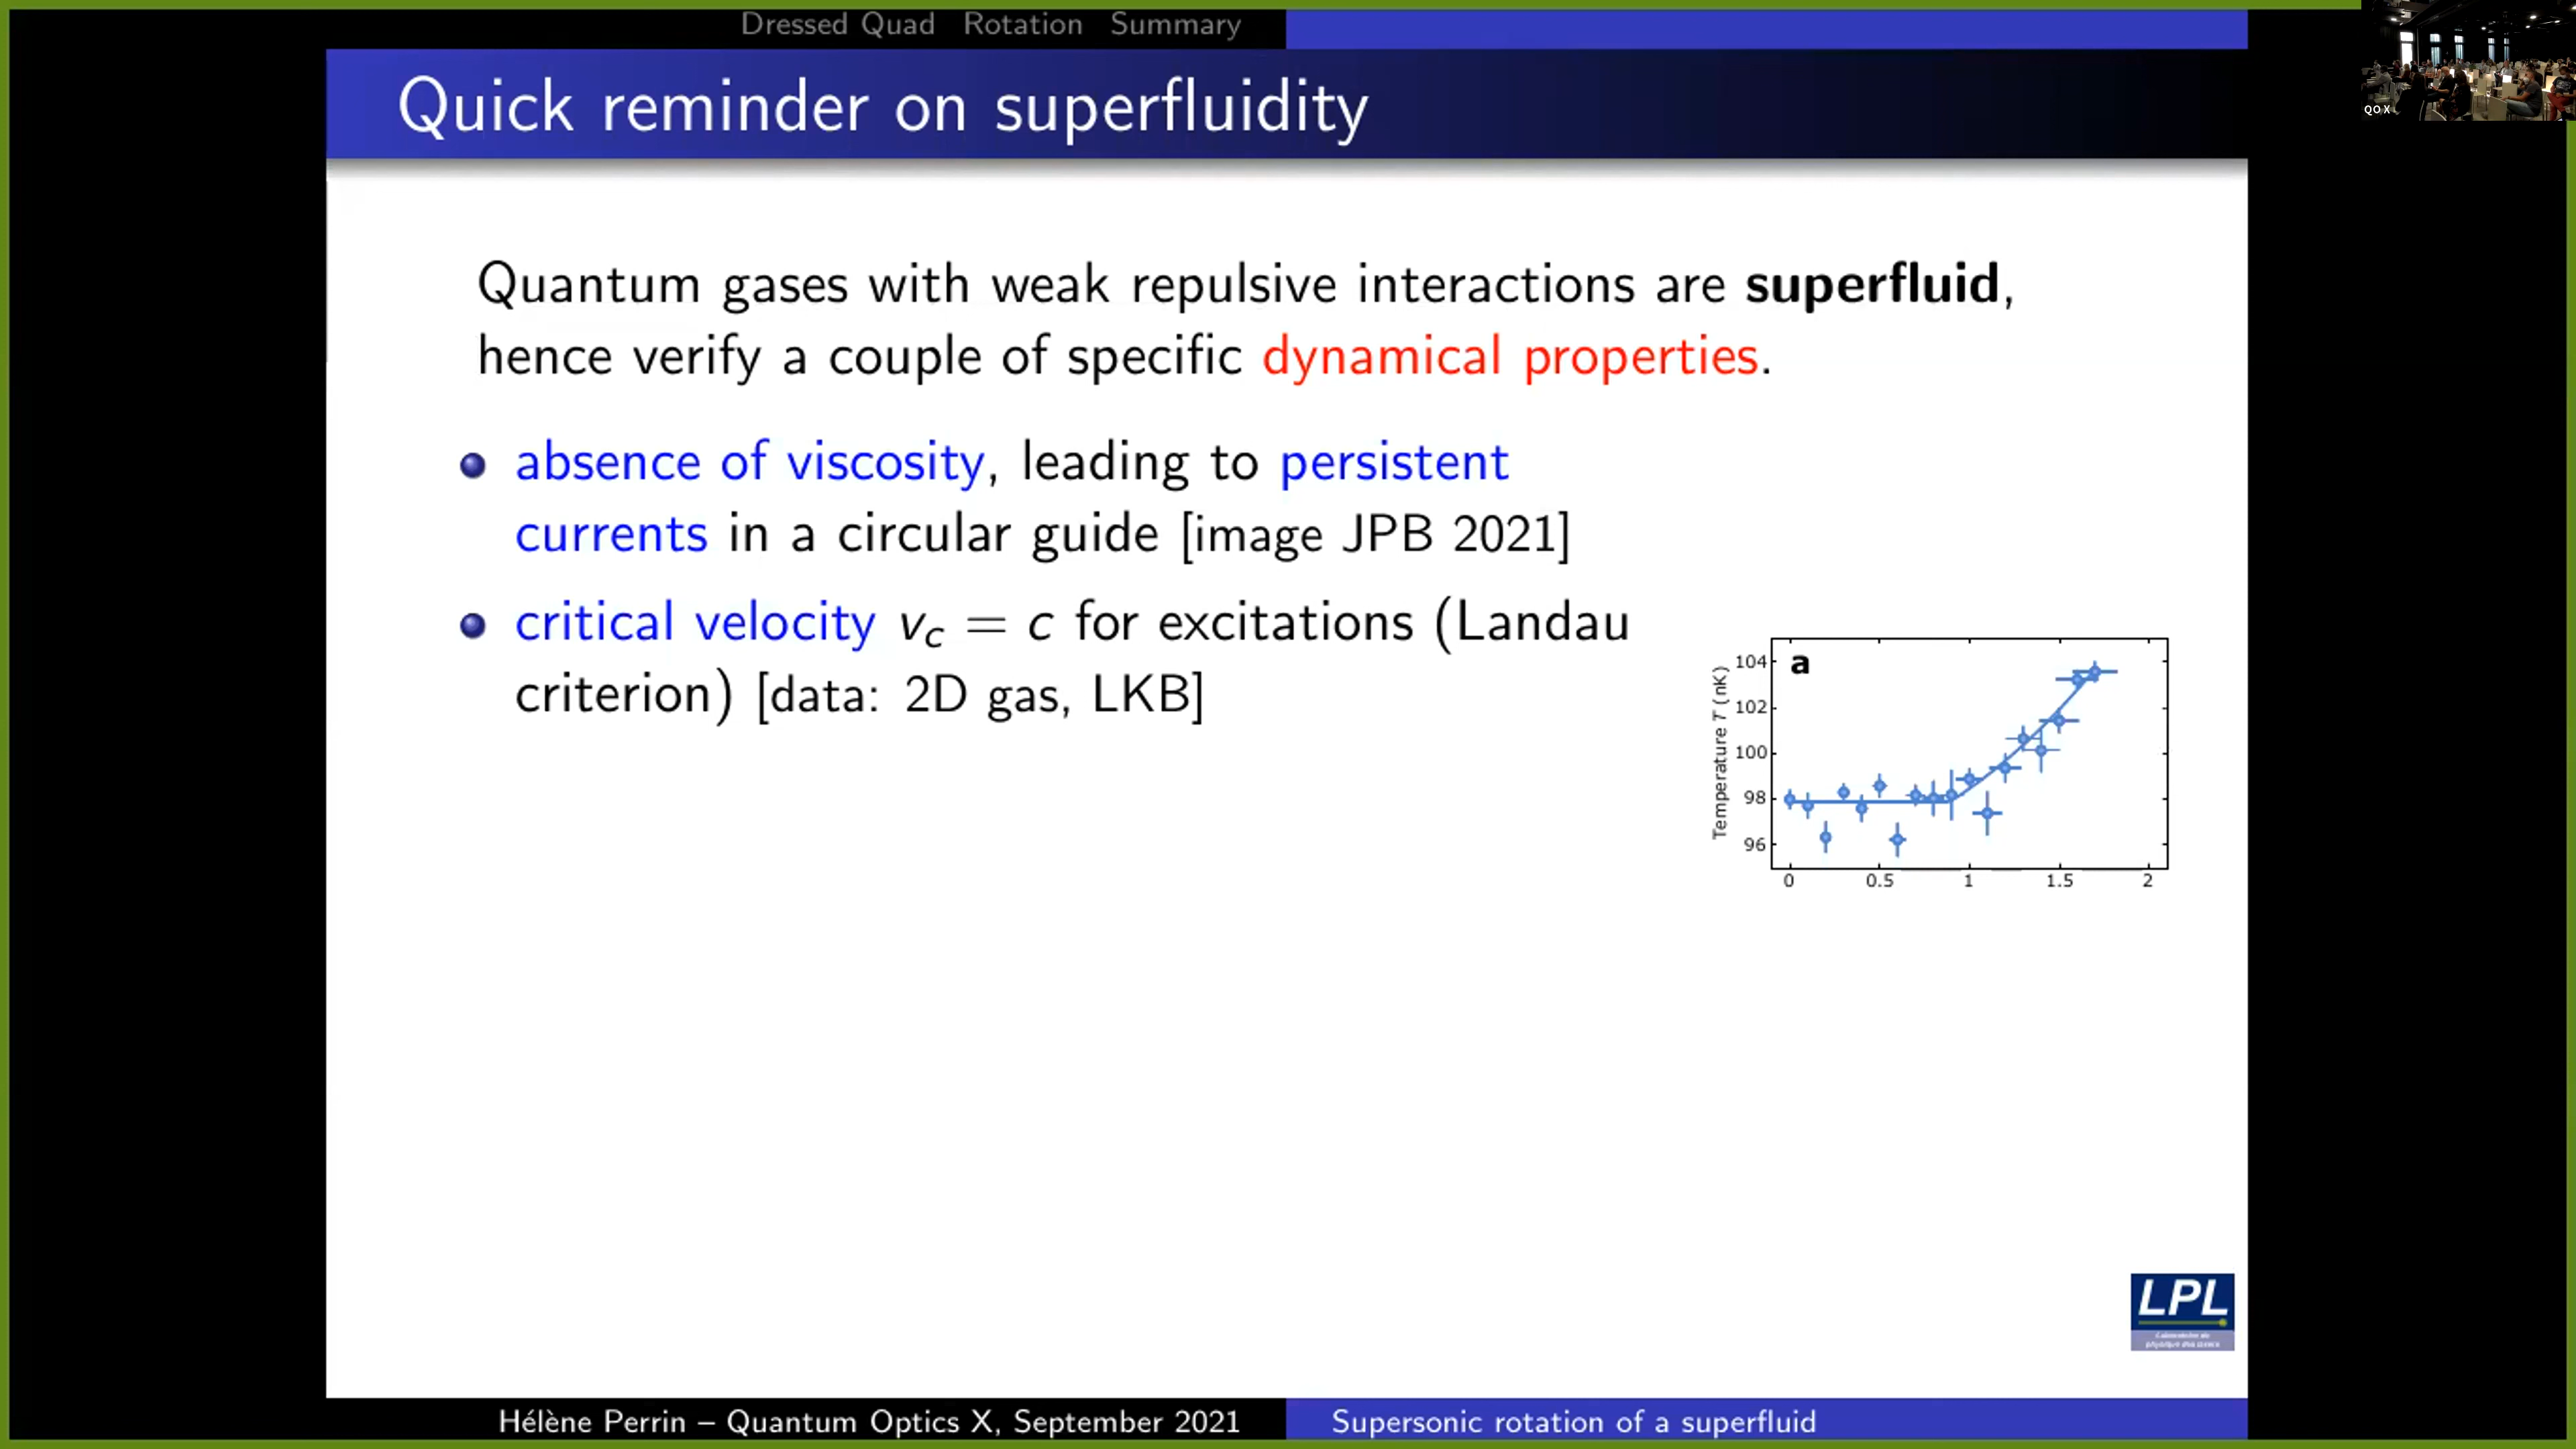 Dressed Quad Rotation Summary
Quick reminder on superfluidity
QO X
Quantum gases with weak repulsive interactions are superfluid,
hence verify a couple of specific dynamical properties.
absence of viscosity, leading to persistent
currents in a circular guide [image JPB 2021]
critical velocity vc = c for excitations (Landau
criterion) [data: 2D gas, LKB]
a
Temperature T (nK)
104
102
100
98
96
0 0.5 1 1.5 2
LPL
Hélène Perrin – Quantum Optics X, September 2021
Supersonic rotation of a superfluid